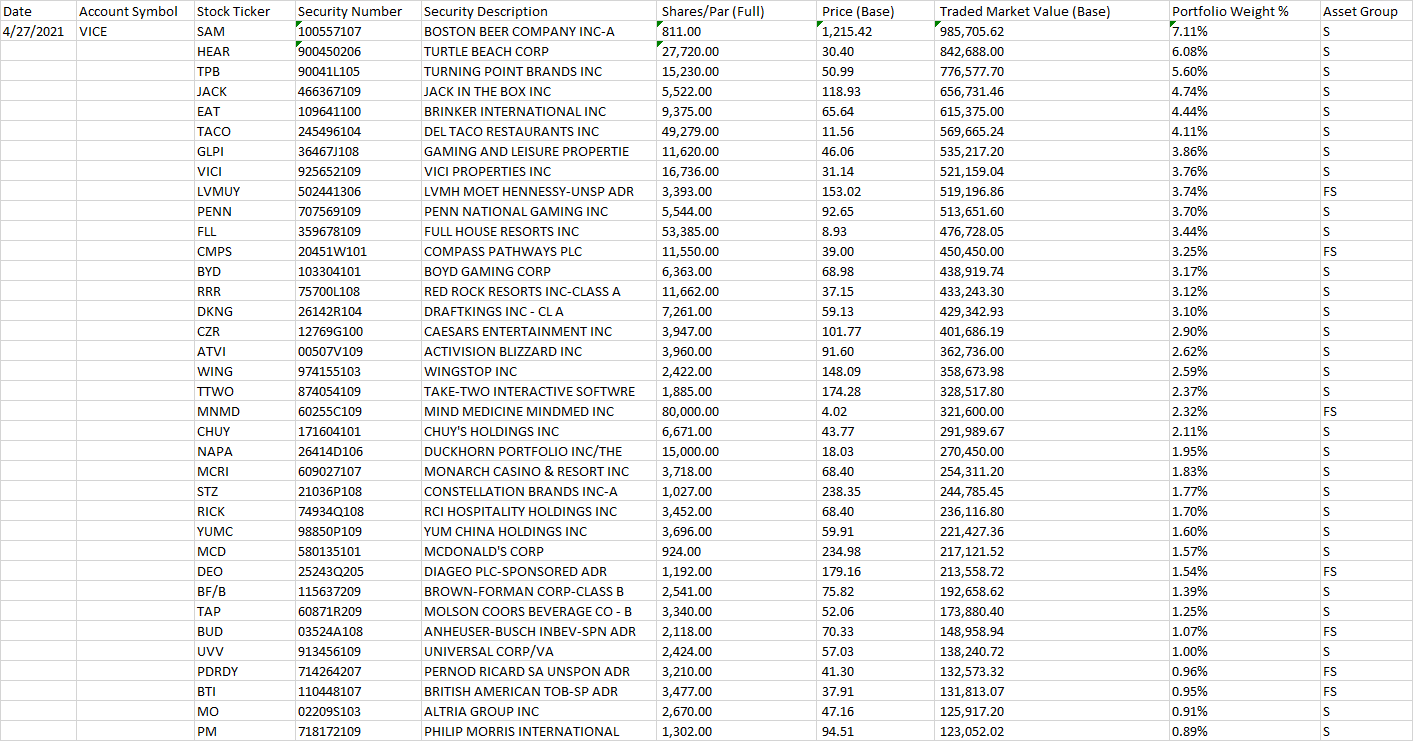 Date Account Symbol Stock Ticker Security Number Security Description Shares/Par (Full) Price (Base) Traded Market Value (Base) Portfolio Weight % Asset Group
4/27/2021 VICE SAM 100557107 BOSTON BEER COMPANY INC-A 811.00 1,215.42 985,705.62 7.11% S
HEAR 900450206 TURTLE BEACH CORP 27,720.00 30.40 842,688.00 6.08% S
TPB 90041L105 TURNING POINT BRANDS INC 15,230.00 50.99 776,577.70 5.60% S
JACK 466367109 JACK IN THE BOX INC 5,522.00 118.93 656,731.46 4.74% S
EAT 109641100 BRINKER INTERNATIONAL INC 9,375.00 65.64 615,375.00 4.44% S
TACO 245496104 DEL TACO RESTAURANTS INC 49,279.00 11.56 569,665.24 4.11% S
GLPI 36467J108 GAMING AND LEISURE PROPERTIE 11,620.00 46.06 535,217.20 3.86% S
VICI 925652109 VICI PROPERTIES INC 16,736.00 31.14 521,159.04 3.76% S
LVMUY 502441306 LVMH MOET HENNESSY-UNSP ADR 3,393.00 153.02 519,196.86 3.74% FS
PENN 707569109 PENN NATIONAL GAMING INC 5,544.00 92.65 513,651.60 3.70% S
FLL 359678109 FULL HOUSE RESORTS INC 53,385.00 8.93 476,728.05 3.44% S
CMPS 20451W101 COMPASS PATHWAYS PLC 11,550.00 39.00 450,450.00 3.25% FS
BYD 103304101 BOYD GAMING CORP 6,363.00 68.98 438,919.74 3.17% S
RRR 75700L108 RED ROCK RESORTS INC-CLASS A 11,662.00 37.15 433,243.30 3.12% S
DKNG 26142R104 DRAFTKINGS INC - CL A 7,261.00 59.13 429,342.93 3.10% S
CZR 12769G100 CAESARS ENTERTAINMENT INC 3,947.00 101.77 401,686.19 2.90% S
ATVI 00507V109 ACTIVISION BLIZZARD INC 3,960.00 91.60 362,736.00 2.62% S
WING 974155103 WINGSTOP INC 2,422.00 148.09 358,673.98 2.59% S
TTWO 874054109 TAKE-TWO INTERACTIVE SOFTWRE 1,885.00 174.28 328,517.80 2.37% S
MNMD 60255C109 MIND MEDICINE MINDMED INC 80,000.00 4.02 321,600.00 2.32% FS
CHUY 171604101 CHUY'S HOLDINGS INC 6,671.00 43.77 291,989.67 2.11% S
NAPA 26414D106 DUCKHORN PORTFOLIO INC/THE 15,000.00 18.03 270,450.00 1.95% S
MCRI 609027107 MONARCH CASINO & RESORT INC 3,718.00 68.40 254,311.20 1.83% S
STZ 21036P108 CONSTELLATION BRANDS INC-A 1,027.00 238.35 244,785.45 1.77% S
RICK 74934Q108 RCI HOSPITALITY HOLDINGS INC 3,452.00 68.40 236,116.80 1.70% S
YUMC 98850P109 YUM CHINA HOLDINGS INC 3,696.00 59.91 221,427.36 1.60% S
MCD 580135101 MCDONALD'S CORP 924.00 234.98 217,121.52 1.57% S
DEO 25243Q205 DIAGEO PLC-SPONSORED ADR 1,192.00 179.16 213,558.72 1.54% FS
BF/B 115637209 BROWN-FORMAN CORP-CLASS B 2,541.00 75.82 192,658.62 1.39% S
TAP 60871R209 MOLSON COORS BEVERAGE CO - B 3,340.00 52.06 173,880.40 1.25% S
BUD 03524A108 ANHEUSER-BUSCH INBEV-SPN ADR 2,118.00 70.33 148,958.94 1.07% FS
UVV 913456109 UNIVERSAL CORP/VA 2,424.00 57.03 138,240.72 1.00% S
PDRDY 714264207 PERNOD RICARD SA UNSPON ADR 3,210.00 41.30 132,573.32 0.96% FS
BTI 110448107 BRITISH AMERICAN TOB-SP ADR 3,477.00 37.91 131,813.07 0.95% FS
MO 02209S103 ALTRIA GROUP INC 2,670.00 47.16 125,917.20 0.91% S
PM 718172109 PHILIP MORRIS INTERNATIONAL 1,302.00 94.51 123,052.02 0.89% S